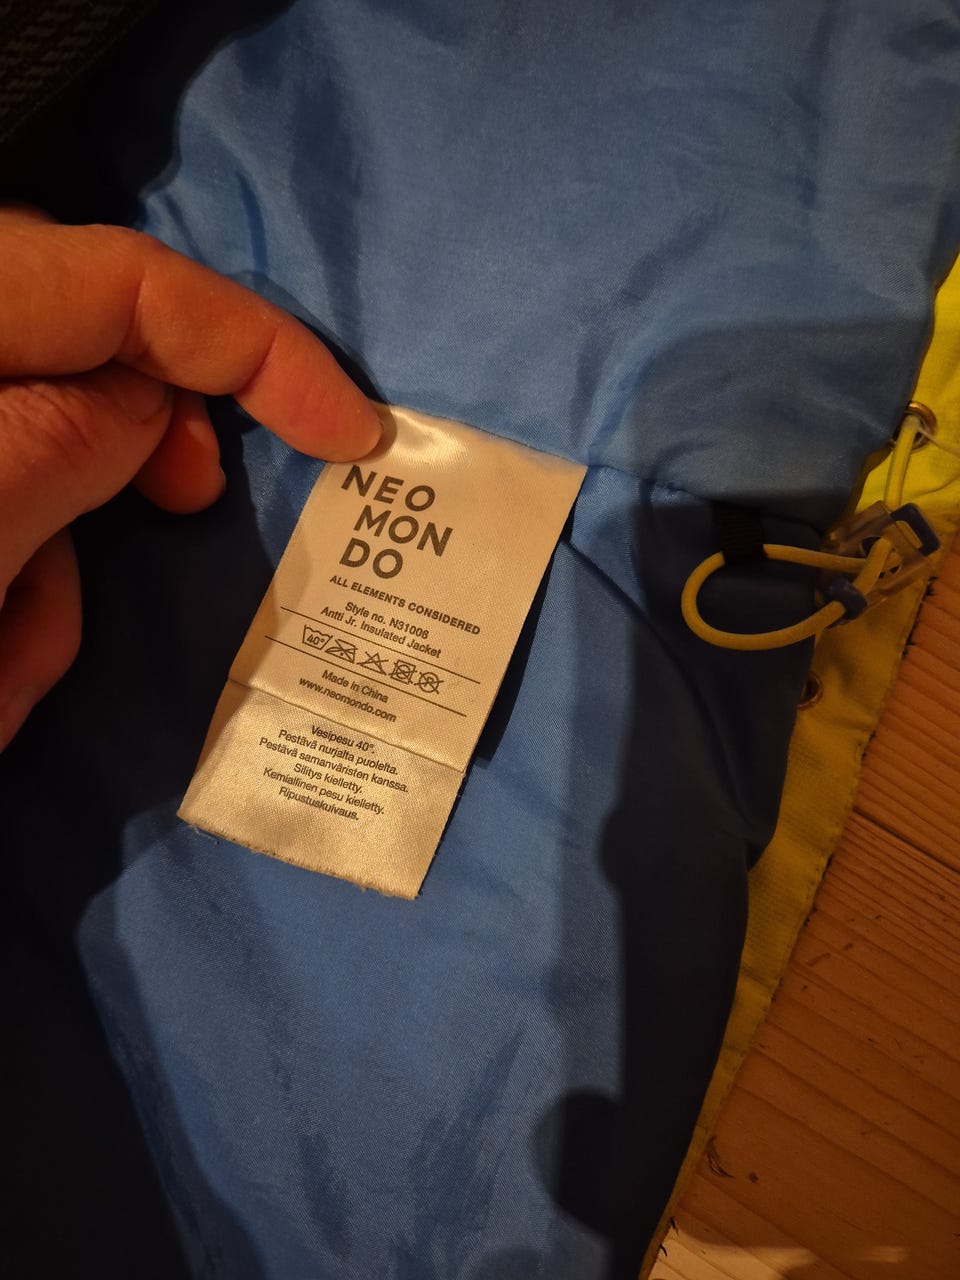 NEO
MON
DO
ALL ELEMENTS CONSIDERED
Style no. N31006
Antti Jr. Insulated Jacket
40°
Made in China
www.neomondo.com
Vesipesu 40°.
Pestävä nurjalta puolelta.
Pestävä samanväristen kanssa.
Silitys kielletty.
Kemiallinen pesu kielletty.
Ripustuskuivaus.